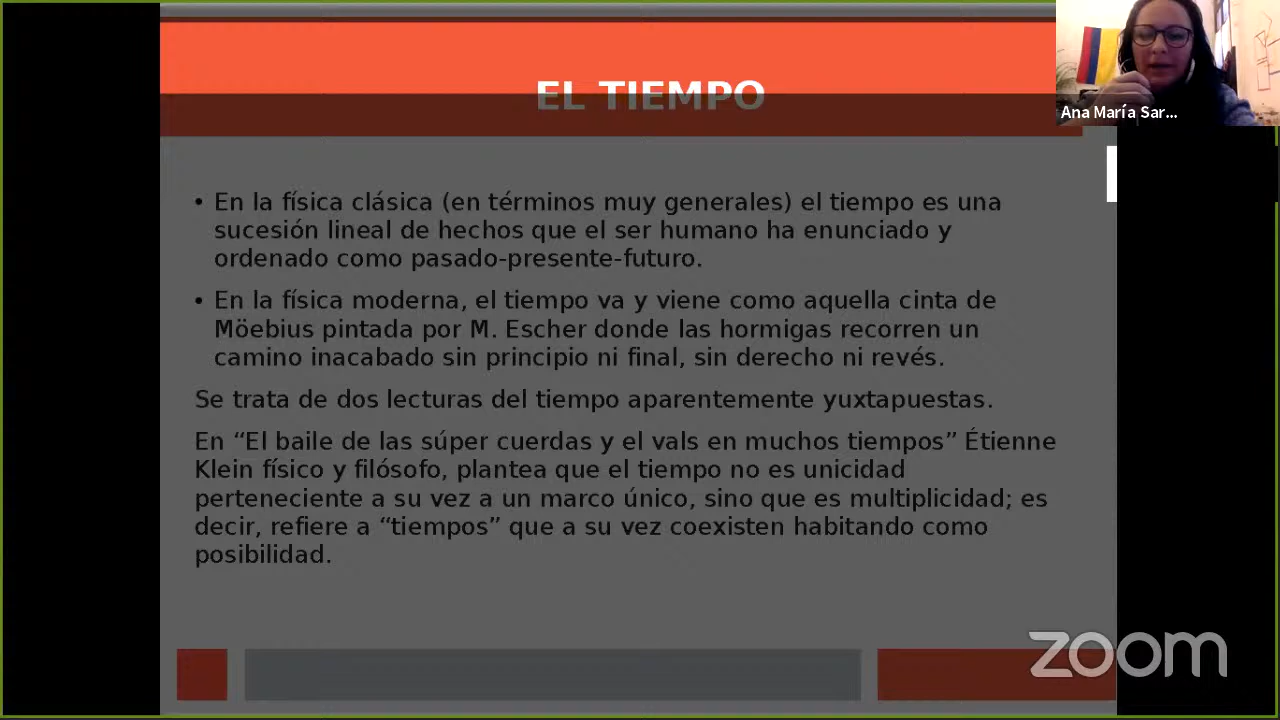 EL TIEMPO
Ana María Sar...
• En la física clásica (en términos muy generales) el tiempo es una
sucesión lineal de hechos que el ser humano ha enunciado y
ordenado como pasado-presente-futuro.
• En la física moderna, el tiempo va y viene como aquella cinta de
Möebius pintada por M. Escher donde las hormigas recorren un
camino inacabado sin principio ni final, sin derecho ni revés.
Se trata de dos lecturas del tiempo aparentemente yuxtapuestas.
En “El baile de las súper cuerdas y el vals en muchos tiempos” Étienne
Klein físico y filósofo, plantea que el tiempo no es unicidad
perteneciente a su vez a un marco único, sino que es multiplicidad; es
decir, refiere a “tiempos” que a su vez coexisten habitando como
posibilidad.
zoom